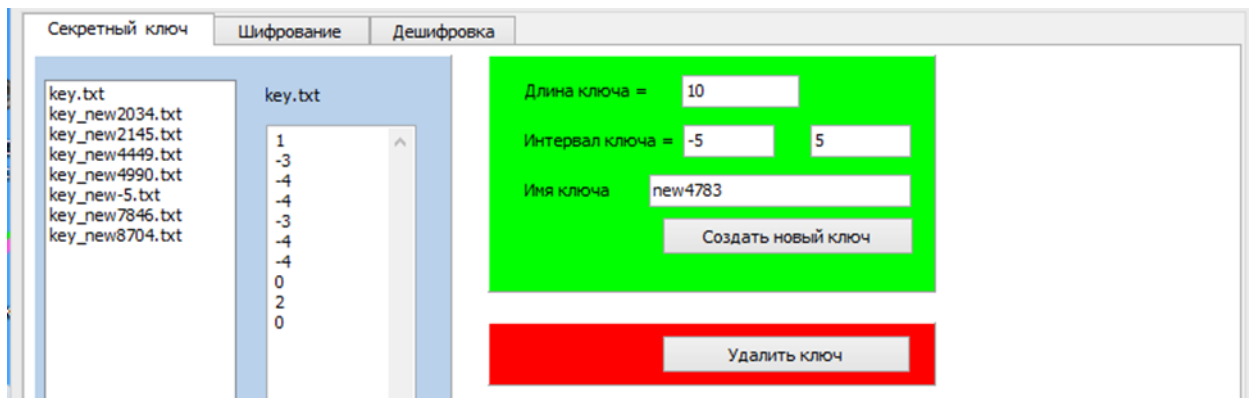 Секретный ключ
Шифрование
Дешифровка
key.txt
key_new2034.txt
key_new2145.txt
key_new4449.txt
key_new4990.txt
key_new-5.txt
key_new7846.txt
key_new8704.txt
key.txt
1
-3
-4
-4
-3
-4
-4
0
2
0
Длина ключа = 10
Интервал ключа = -5 5
Имя ключа new4783
Создать новый ключ
Удалить ключ